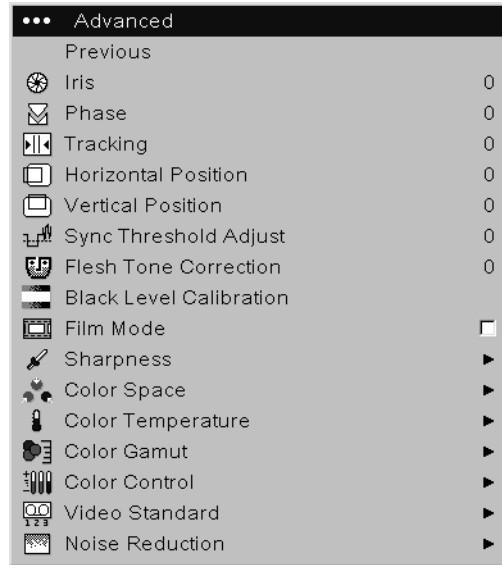 ••• Advanced
Previous
Iris 0
Phase 0
Tracking 0
Horizontal Position 0
Vertical Position 0
Sync Threshold Adjust 0
Flesh Tone Correction 0
Black Level Calibration
Film Mode
Sharpness
Color Space
Color Temperature
Color Gamut
Color Control
Video Standard
Noise Reduction